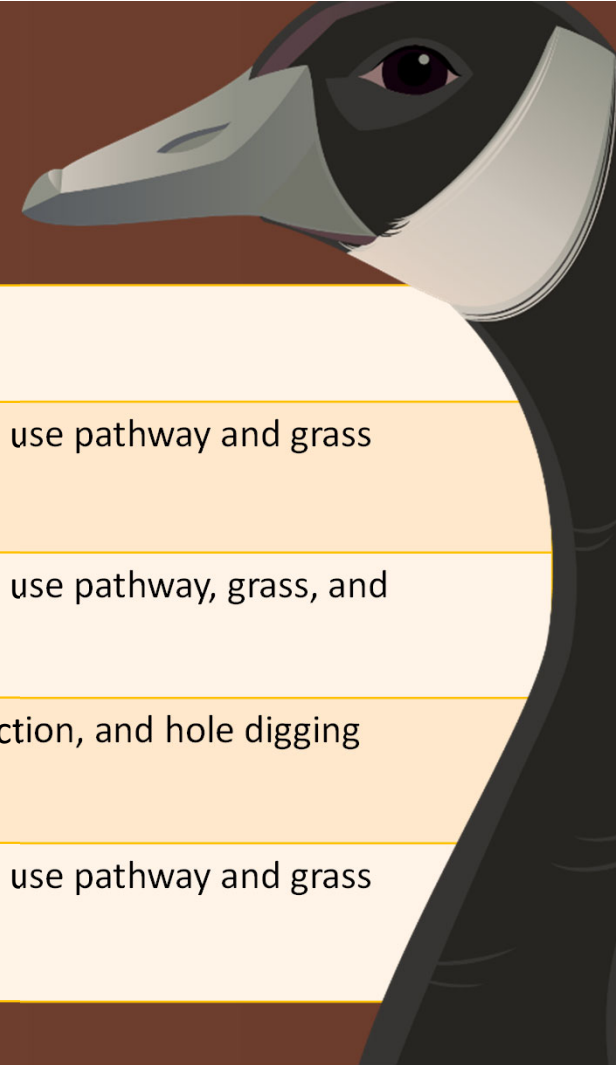 use pathway and grass
use pathway, grass, and
ction, and hole digging
use pathway and grass